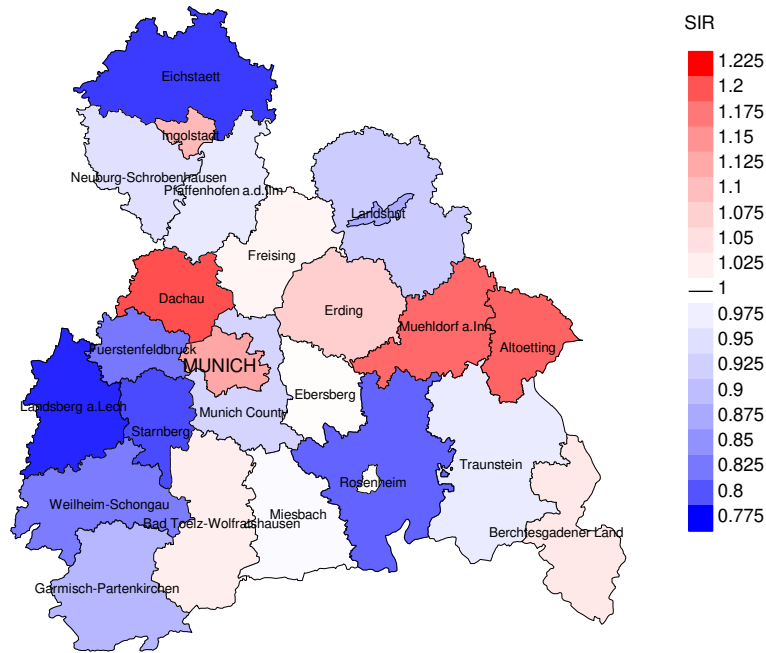 SIR
1.225
1.2
1.175
1.15
1.125
1.1
1.075
1.05
1.025
1
0.975
0.95
0.925
0.9
0.875
0.85
0.825
0.8
0.775
Eichstaett
Ingolstadt
Neuburg-Schrobenhausen
Pfaffenhofen a.d.Ilm
Landshut
Freising
Dachau
Erding
Muehldorf a.Inn
Altoetting
Fuerstenfeldbruck
MUNICH
Ebersberg
Landsberg a.Lech
Munich County
Starnberg
Traunstein
Rosenheim
Weilheim-Schongau
Miesbach
Bad Toelz-Wolfratshausen
Berchtesgadener Land
Garmisch-Partenkirchen